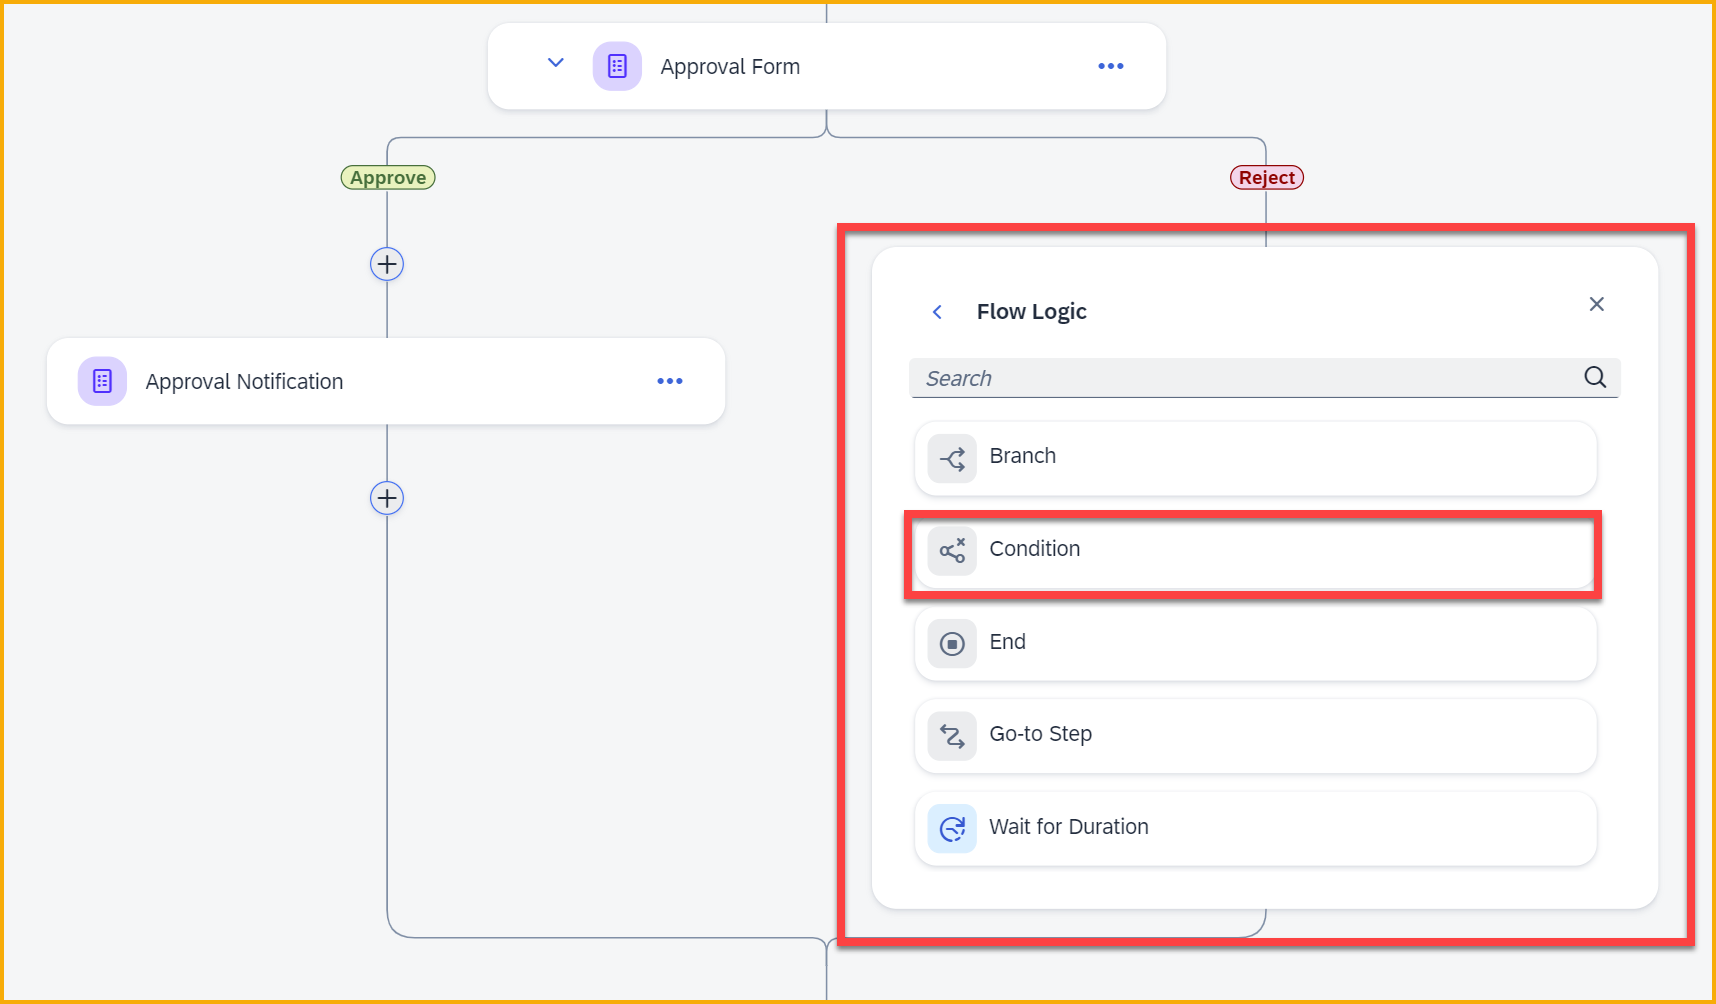 Approval Form
Approve
Reject
Flow Logic
Search
Approval Notification
Branch
Condition
End
Go-to Step
Wait for Duration